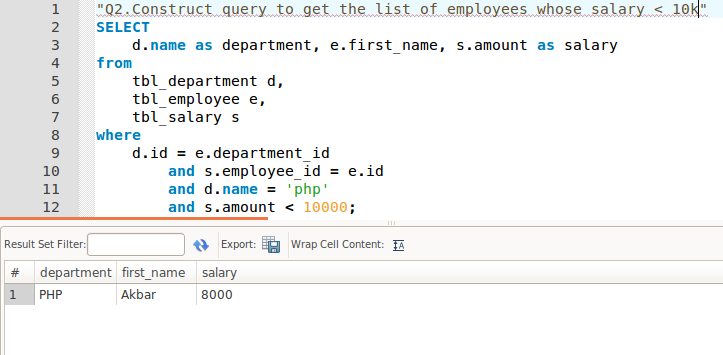 1 "Q2.Construct query to get the list of employees whose salary < 10k"
2 SELECT
3 d.name as department, e.first_name, s.amount as salary
4 from
5 tbl_department d,
6 tbl_employee e,
7 tbl_salary s
8 where
9 d.id = e.department_id
10 and s.employee_id = e.id
11 and d.name = 'php'
12 and s.amount < 10000;
Result Set Filter: Export: Wrap Cell Content:
# department first_name salary
1 PHP Akbar 8000